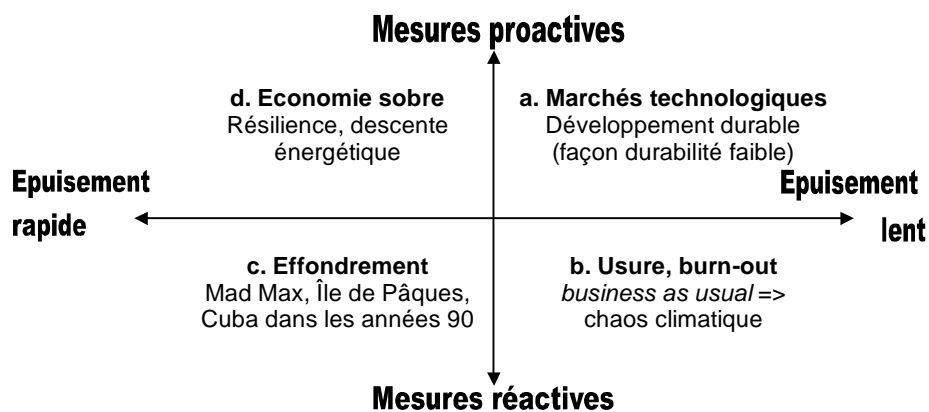 Mesures proactives
d. Economie sobre
Résilience, descente
énergétique
a. Marchés technologiques
Développement durable
(façon durabilité faible)
Epuisement
rapide
Epuisement
lent
c. Effondrement
Mad Max, Île de Pâques,
Cuba dans les années 90
b. Usure, burn-out
business as usual =>
chaos climatique
Mesures réactives